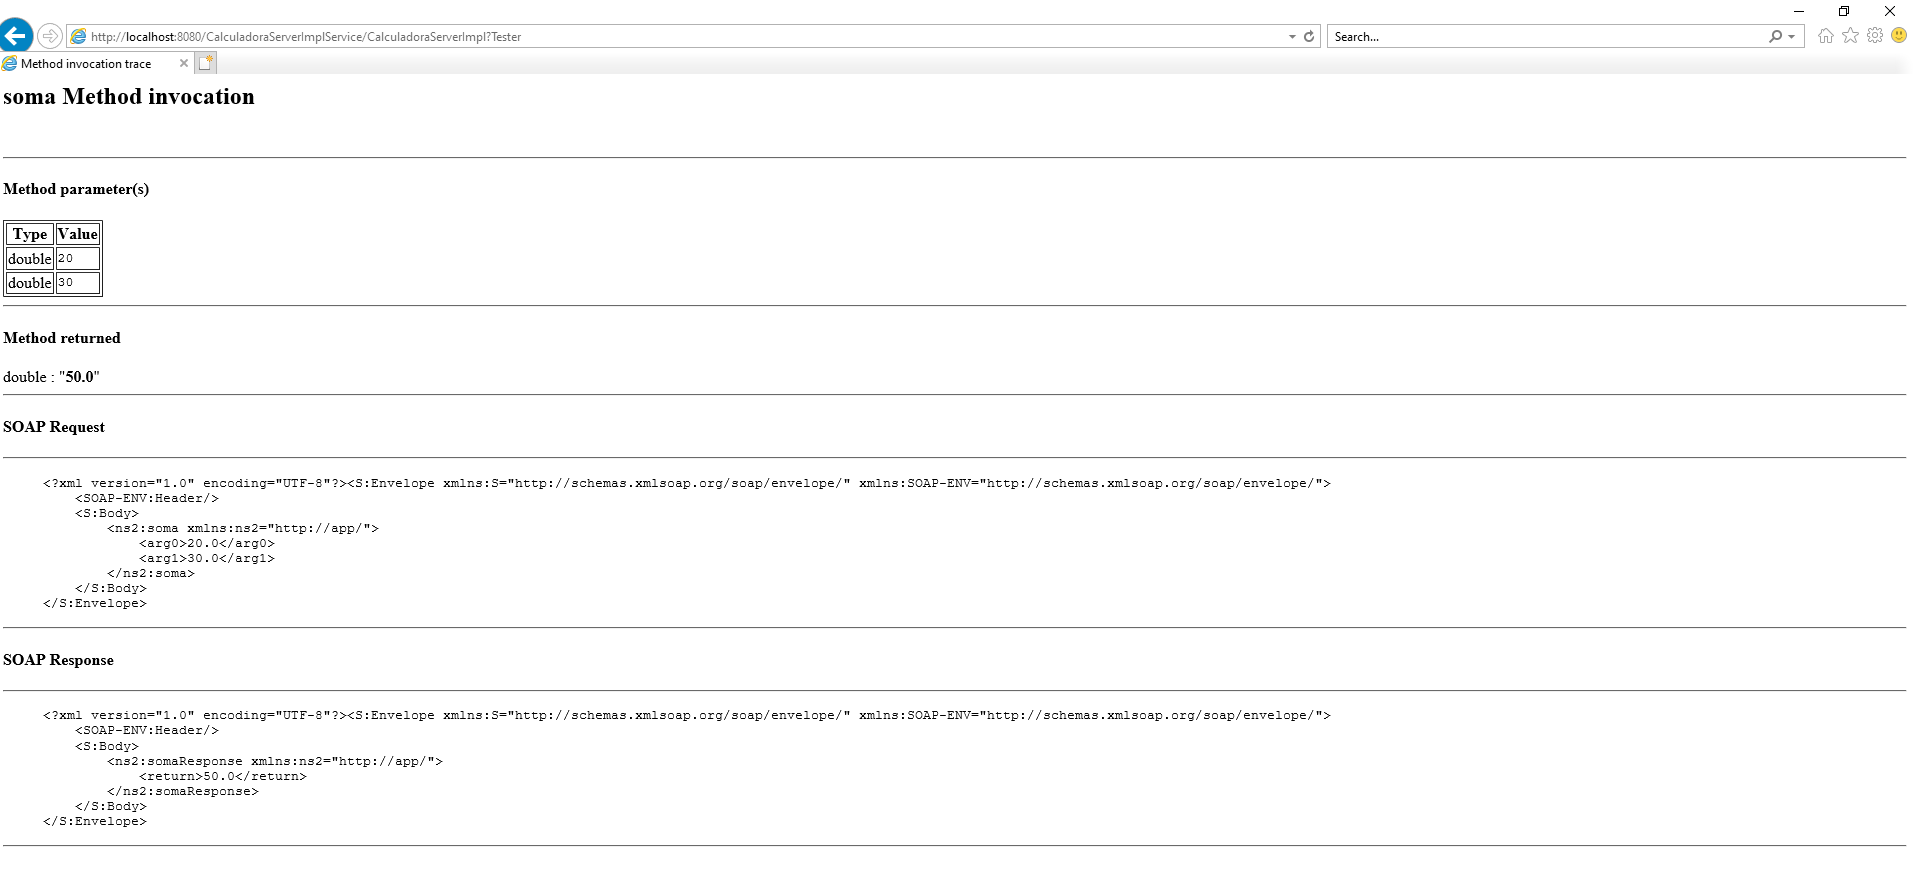 http://localhost:8080/CalculadoraServerImplService/CalculadoraServerImpl?Tester
Search...
Method invocation trace
soma Method invocation
Method parameter(s)
Type Value
double 20
double 30
Method returned
double : "50.0"
SOAP Request
<?xml version="1.0" encoding="UTF-8"?><S:Envelope xmlns:S="http://schemas.xmlsoap.org/soap/envelope/" xmlns:SOAP-ENV="http://schemas.xmlsoap.org/soap/envelope/">
    <SOAP-ENV:Header/>
    <S:Body>
        <ns2:soma xmlns:ns2="http://app/">
            <arg0>20.0</arg0>
            <arg1>30.0</arg1>
        </ns2:soma>
    </S:Body>
</S:Envelope>
SOAP Response
<?xml version="1.0" encoding="UTF-8"?><S:Envelope xmlns:S="http://schemas.xmlsoap.org/soap/envelope/" xmlns:SOAP-ENV="http://schemas.xmlsoap.org/soap/envelope/">
    <SOAP-ENV:Header/>
    <S:Body>
        <ns2:somaResponse xmlns:ns2="http://app/">
            <return>50.0</return>
        </ns2:somaResponse>
    </S:Body>
</S:Envelope>